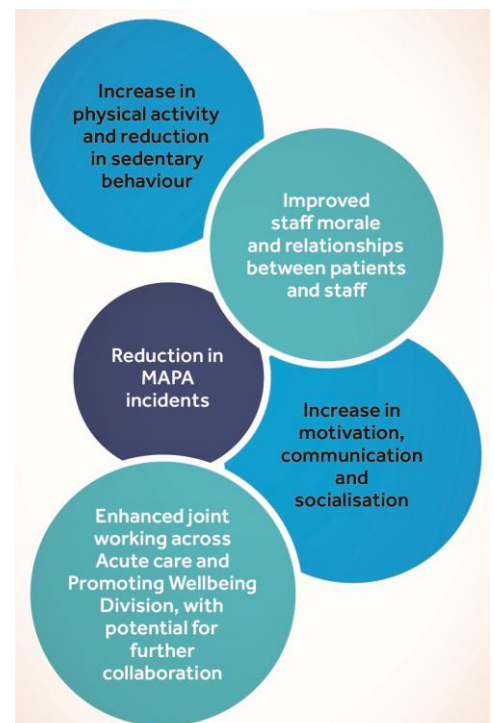 Increase in
physical activity
and reduction
in sedentary
behaviour
Improved
staff morale
and relationships
between patients
and staff
Reduction in
MAPA
incidents
Increase in
motivation,
communication
and
socialisation
Enhanced joint
working across
Acute care and
Promoting Wellbeing
Division, with
potential for
further
collaboration